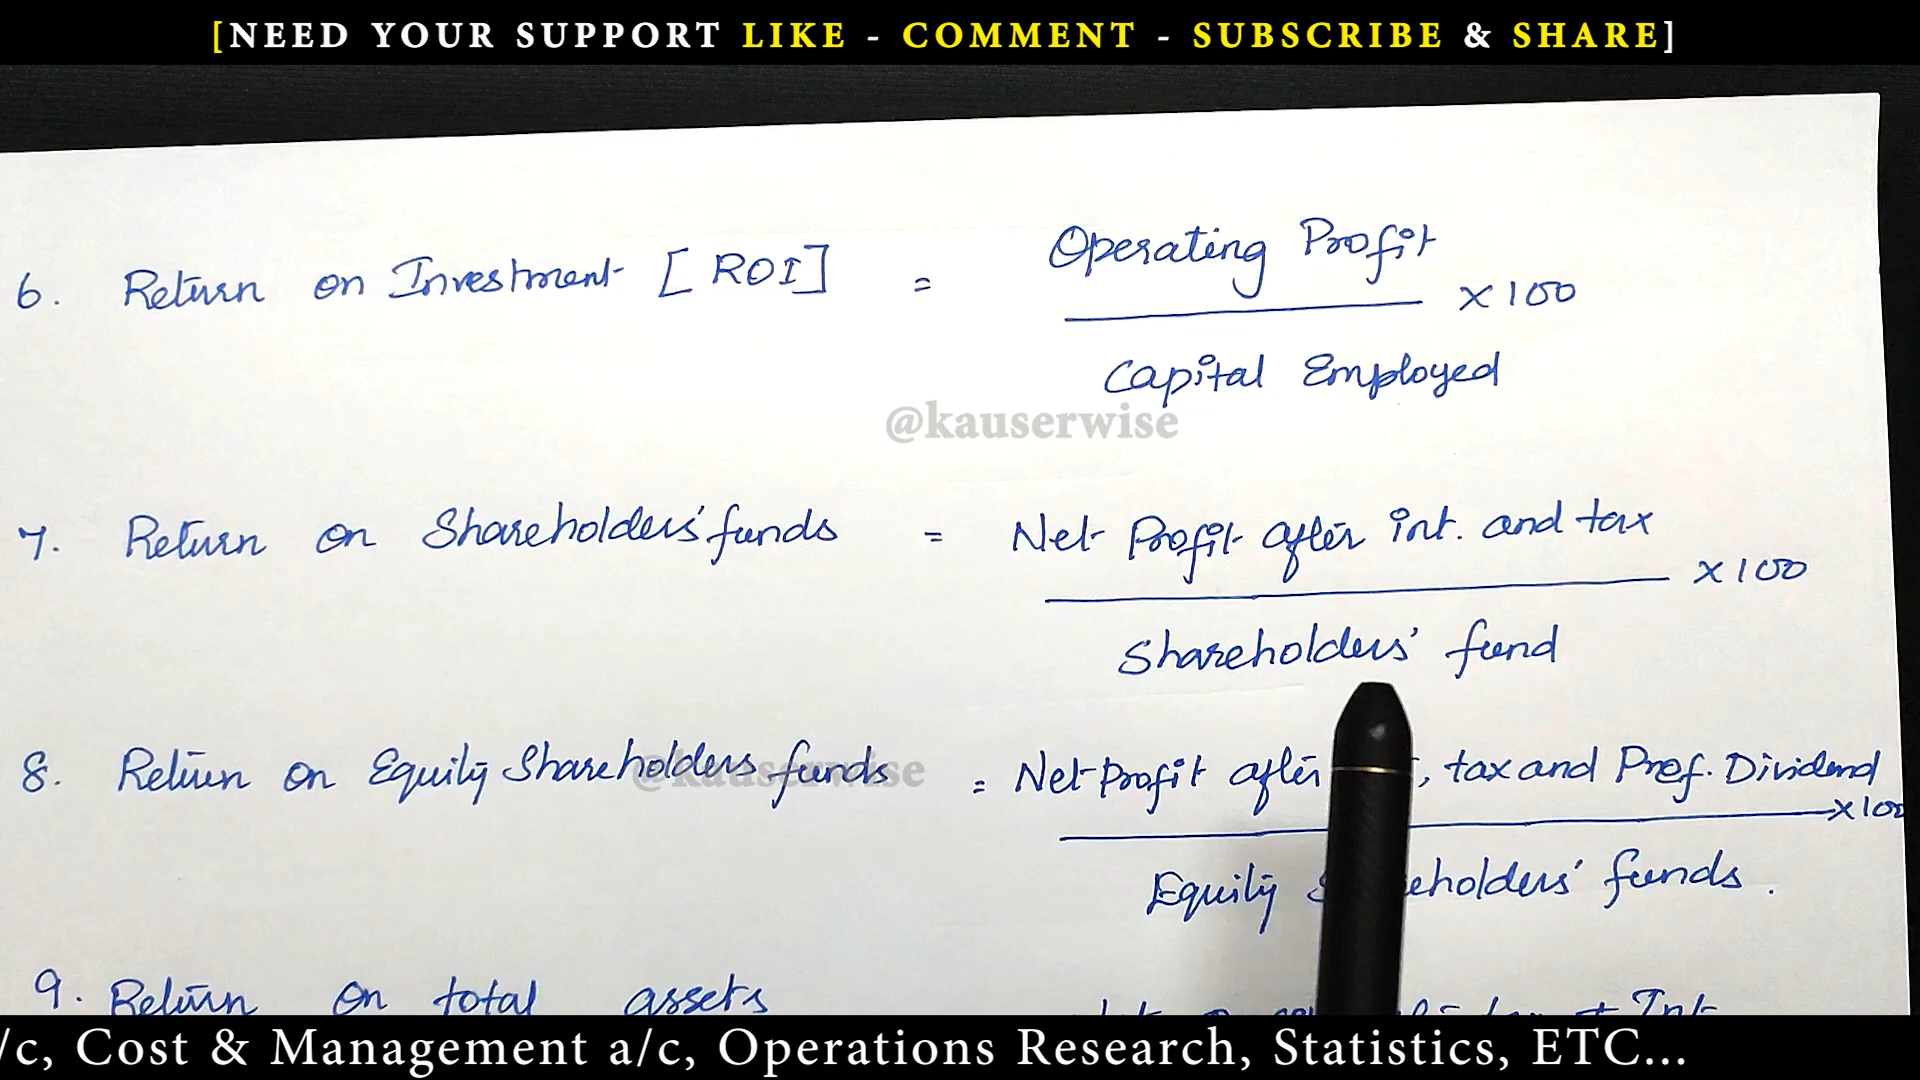 [NEED YOUR SUPPORT LIKE - COMMENT - SUBSCRIBE & SHARE]
6. Return on Investment [ROI] = Operating Profit
× 100
Capital Employed
@kauserwise
7. Return on Shareholders' funds = Net Profit after int. and tax
× 100
Shareholders' fund
8. Return on Equity Shareholders funds = Net Profit after , tax and Pref. Dividend
× 100
@kauserwise
Equity funds.
9. Return on total assets
/c, Cost & Management a/c, Operations Research, Statistics, ETC...